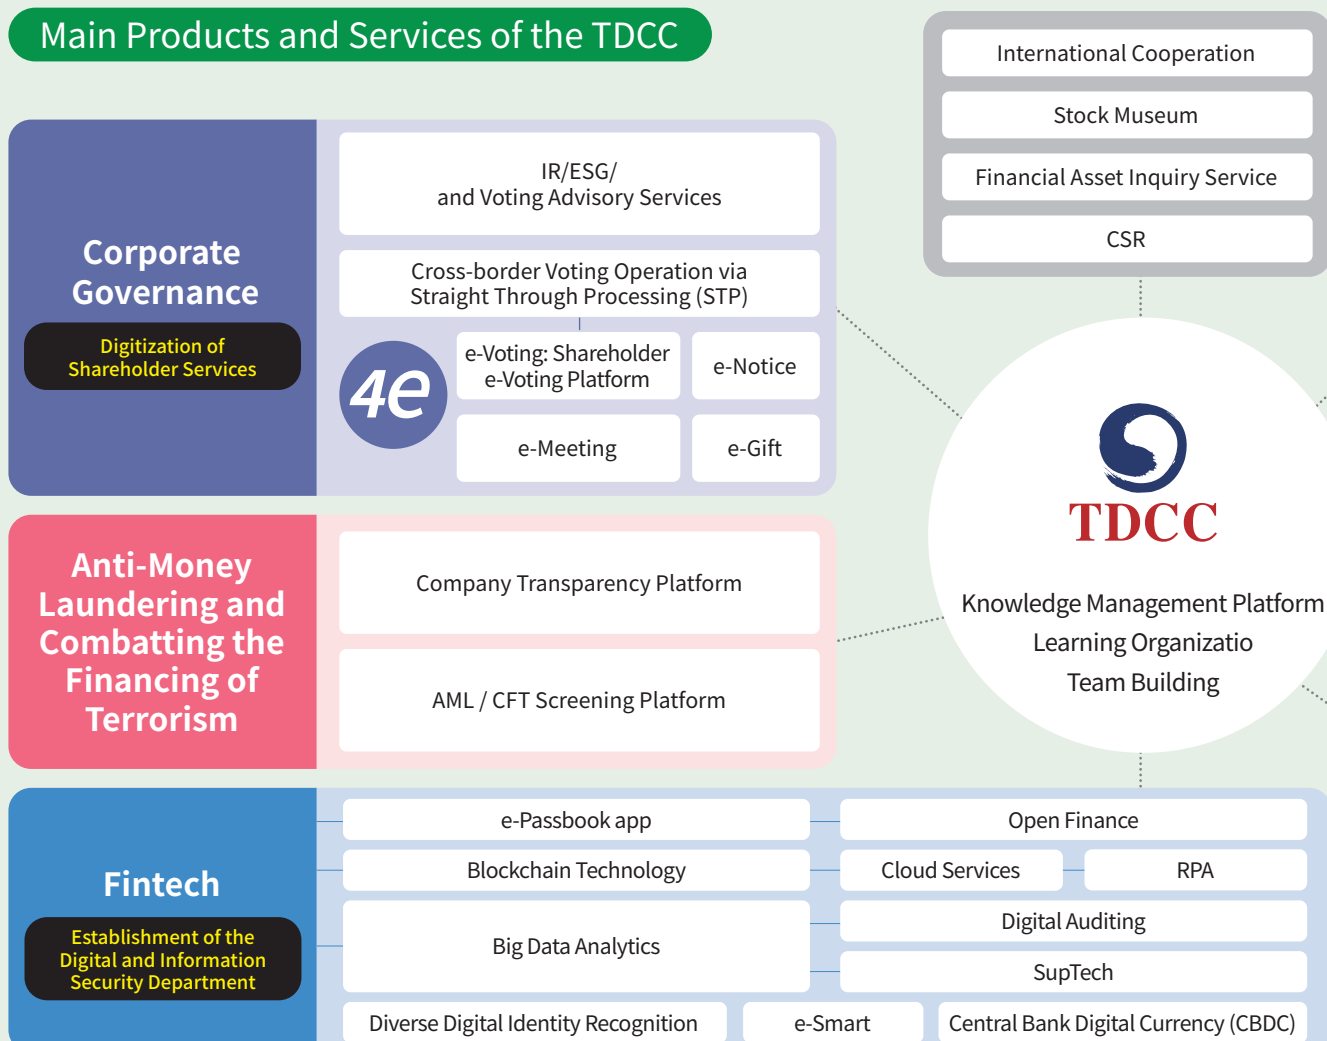 Main Products and Services of the TDCC
International Cooperation
Stock Museum
Financial Asset Inquiry Service
CSR
Corporate
Governance
Digitization of
Shareholder Services
IR/ESG/
and Voting Advisory Services
Cross-border Voting Operation via
Straight Through Processing (STP)
4e
e-Voting: Shareholder
e-Voting Platform
e-Notice
e-Meeting
e-Gift
TDCC
Knowledge Management Platform
Learning Organizatio
Team Building
Anti-Money
Laundering and
Combatting the
Financing of
Terrorism
Company Transparency Platform
AML / CFT Screening Platform
Fintech
Establishment of the
Digital and Information
Security Department
e-Passbook app
Open Finance
Blockchain Technology
Cloud Services
RPA
Big Data Analytics
Digital Auditing
SupTech
Diverse Digital Identity Recognition
e-Smart
Central Bank Digital Currency (CBDC)